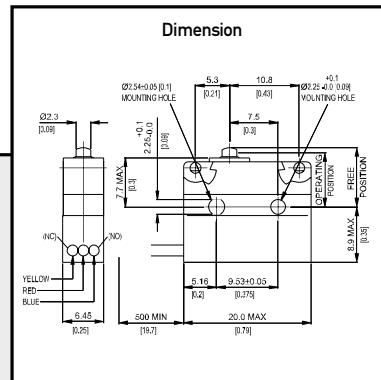 Dimension
Ø2.54±0.05 [0.1]
MOUNTING HOLE
5.3
[0.21]
10.8
[0.43]
+0.1
Ø2.25 -0.0 [0.09]
MOUNTING HOLE
Ø2.3
[3.09]
7.5
[0.3]
+0.1
2.25-0.0
[3.09]
7.7 MAX
[0.3]
OPERATING
POSITION
FREE
POSITION
8.9 MAX
[0.35]
(NC)
(NO)
YELLOW
RED
BLUE
5.16
[0.2]
9.53±0.05
[0.375]
6.45
[0.25]
500 MIN
[19.7]
20.0 MAX
[0.79]